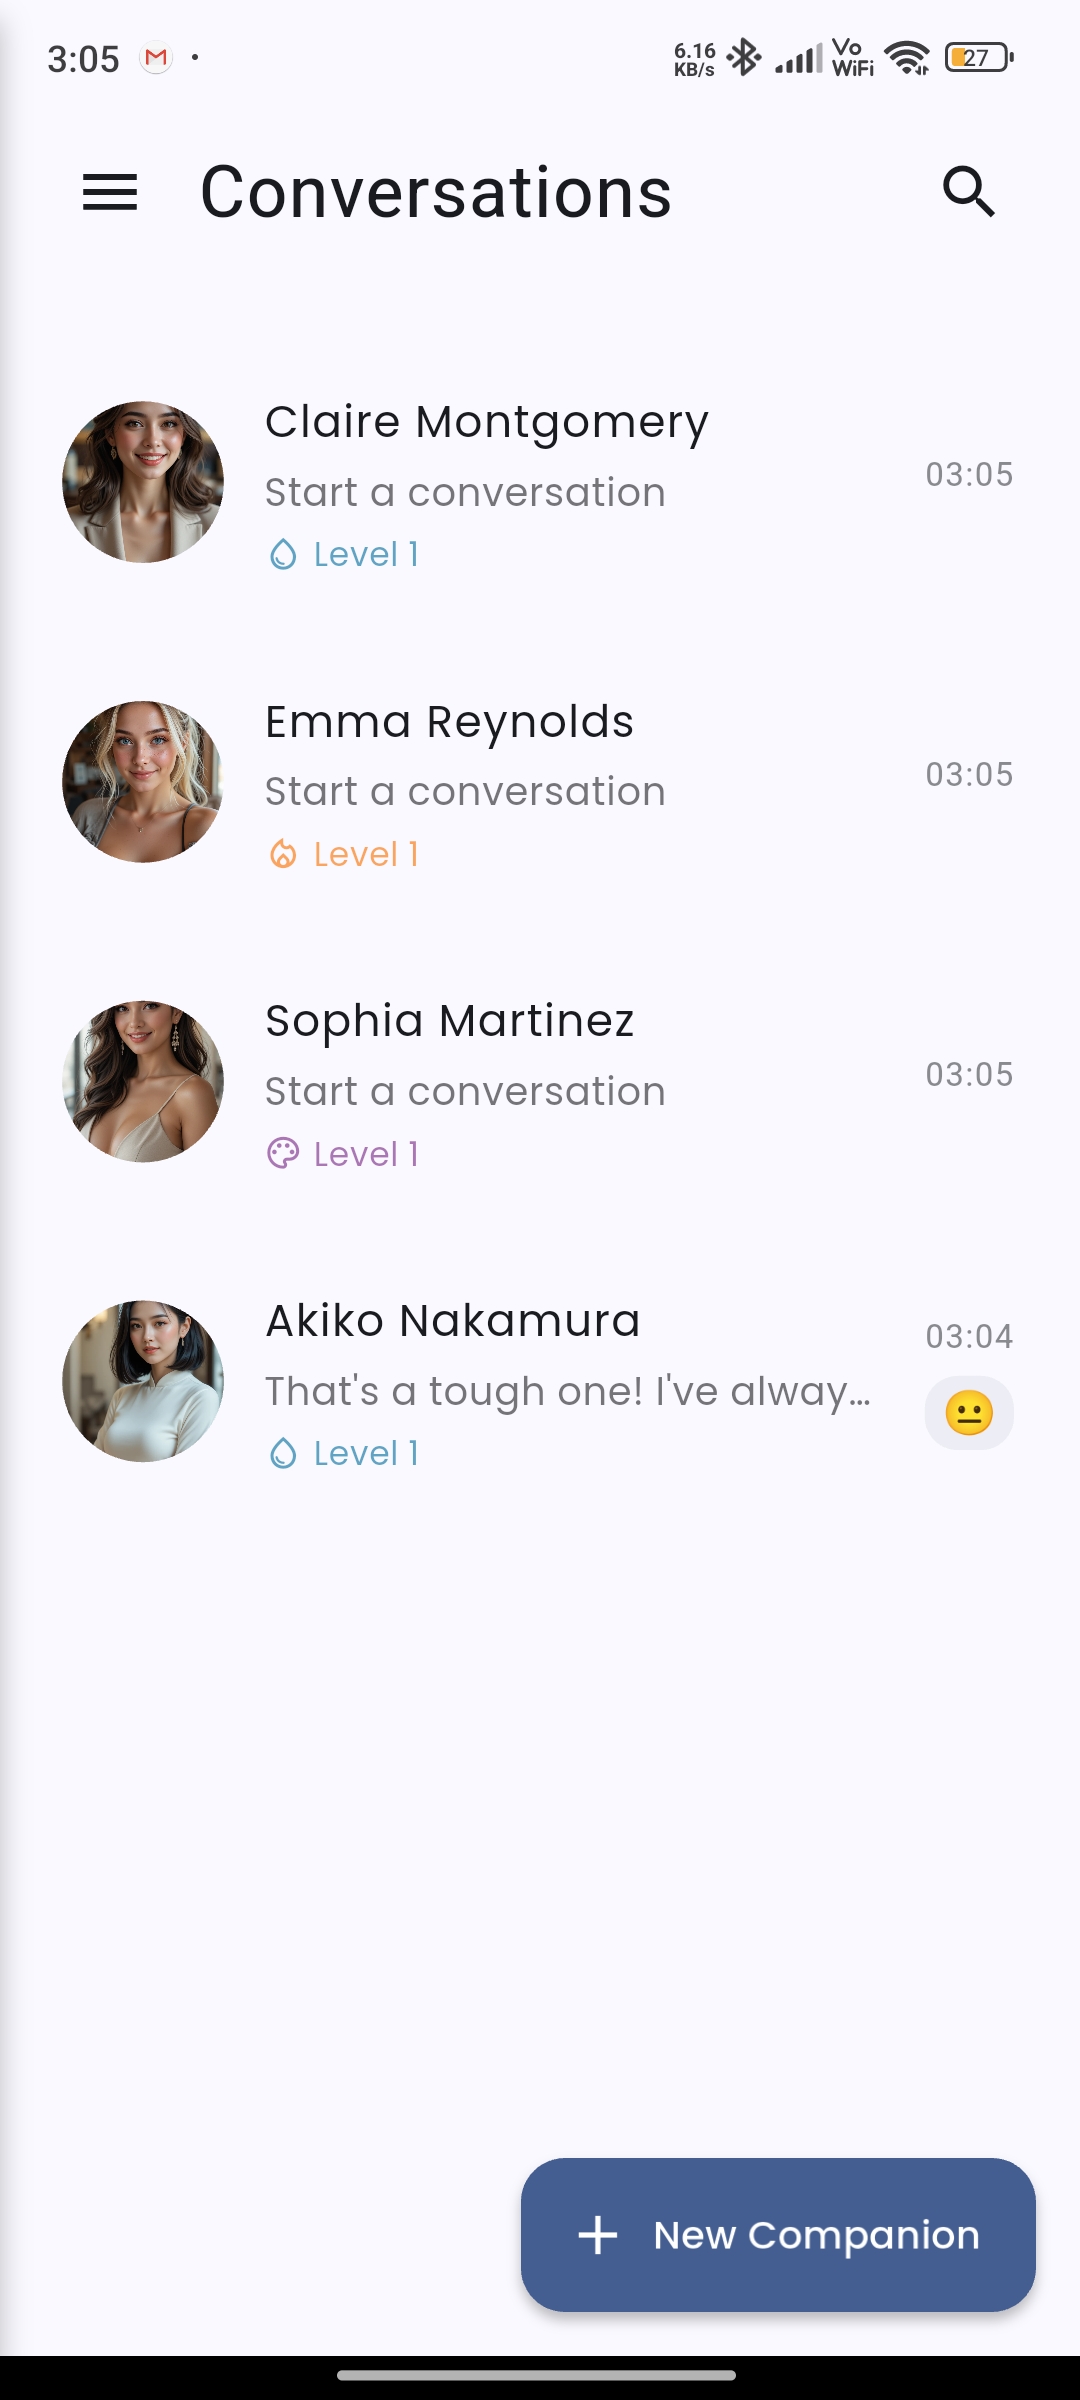 3:05
6.16
KB/s
Vo
WiFi
27
Conversations
Claire Montgomery
Start a conversation
03:05
Level 1
Emma Reynolds
Start a conversation
03:05
Level 1
Sophia Martinez
Start a conversation
03:05
Level 1
Akiko Nakamura
03:04
That's a tough one! I've alway...
Level 1
New Companion